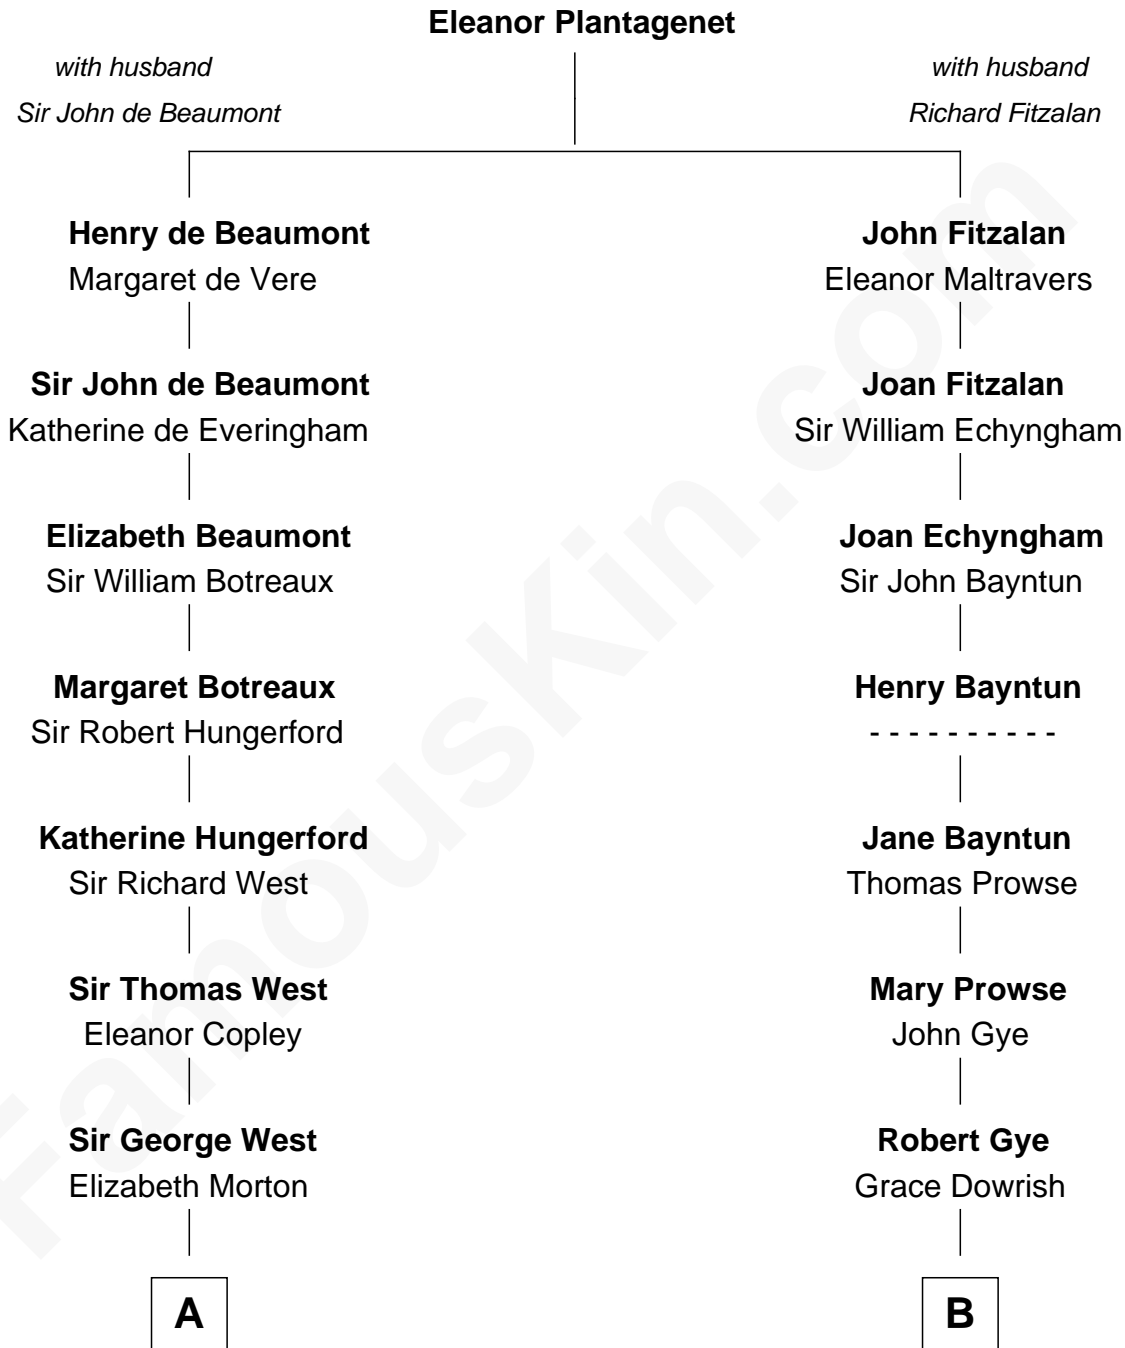 Eleanor Plantagenet
with husband
Sir John de Beaumont
with husband
Richard Fitzalan
Henry de Beaumont
Margaret de Vere
John Fitzalan
Eleanor Maltravers
Sir John de Beaumont
Katherine de Everingham
Joan Fitzalan
Sir William Echyngham
Elizabeth Beaumont
Sir William Botreaux
Joan Echyngham
Sir John Bayntun
Margaret Botreaux
Sir Robert Hungerford
Henry Bayntun
- - - - - - - - - -
Katherine Hungerford
Sir Richard West
Jane Bayntun
Thomas Prowse
Sir Thomas West
Eleanor Copley
Mary Prowse
John Gye
Sir George West
Elizabeth Morton
Robert Gye
Grace Dowrish
A
B
FamousKin.com